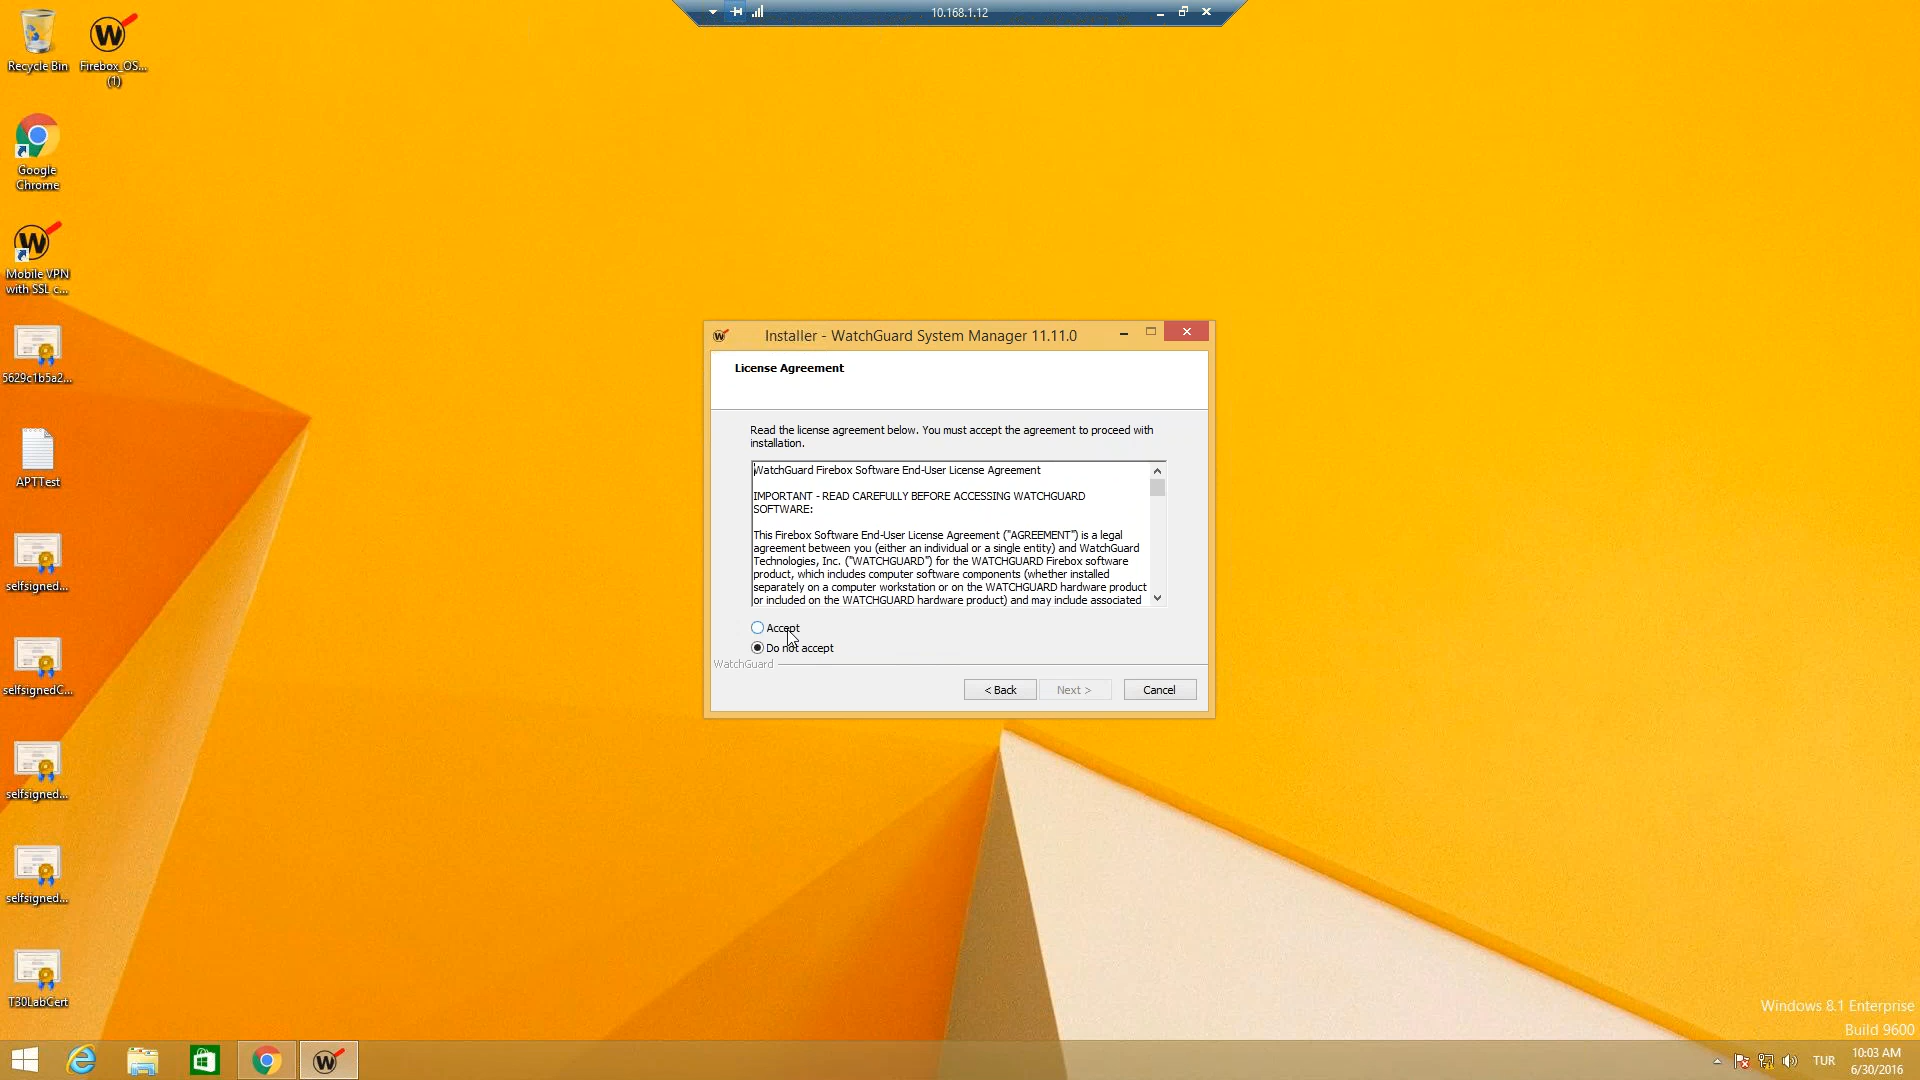 10.168.1.12
Recycle Bin
Firebox_OS...
(1)
Google
Chrome
Mobile VPN
with SSL c...
5629c1b5a2...
APTTest
selfsigned...
selfsignedC...
selfsigned...
selfsigned...
T30LabCert
Installer - WatchGuard System Manager 11.11.0
License Agreement
Read the license agreement below. You must accept the agreement to proceed with
installation.
WatchGuard Firebox Software End-User License Agreement
IMPORTANT - READ CAREFULLY BEFORE ACCESSING WATCHGUARD
SOFTWARE:
This Firebox Software End-User License Agreement ("AGREEMENT") is a legal
agreement between you (either an individual or a single entity) and WatchGuard
Technologies, Inc. ("WATCHGUARD") for the WATCHGUARD Firebox software
product, which includes computer software components (whether installed
separately on a computer workstation or on the WATCHGUARD hardware product
or included on the WATCHGUARD hardware product) and may include associated
Accept
Do not accept
WatchGuard
< Back
Next >
Cancel
Windows 8.1 Enterprise
Build 9600
TUR
10:03 AM
6/30/2016